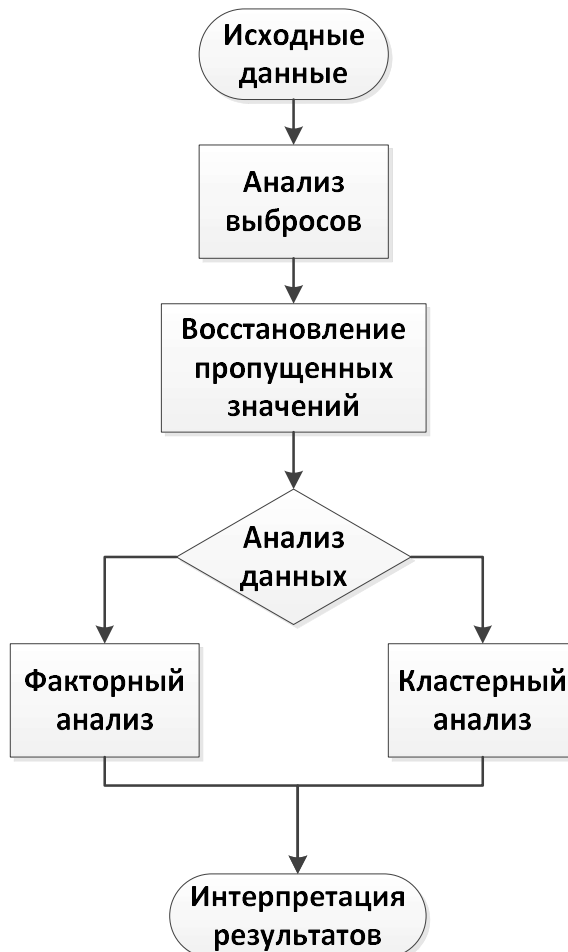 Исходные
данные
Анализ
выбросов
Восстановление
пропущенных
значений
Анализ
данных
Факторный
анализ
Кластерный
анализ
Интерпретация
результатов